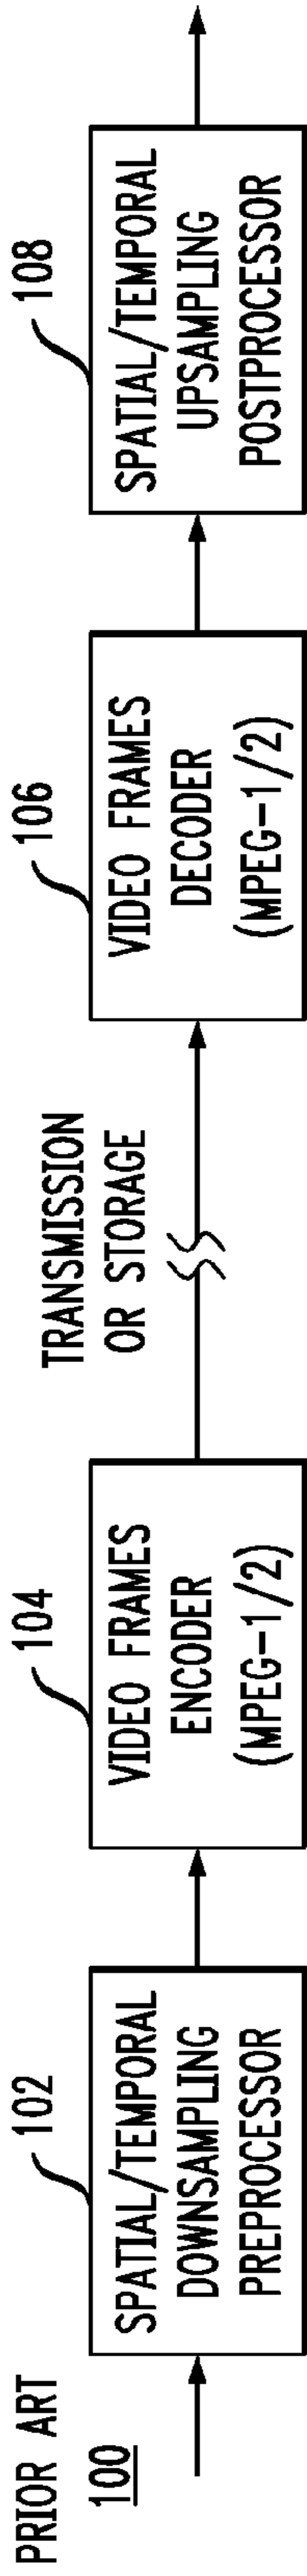 PRIOR ART
100
102
SPATIAL/TEMPORAL
DOWNSAMPLING
PREPROCESSOR
104
VIDEO FRAMES
ENCODER
(MPEG-1/2)
TRANSMISSION
OR STORAGE
106
VIDEO FRAMES
DECODER
(MPEG-1/2)
108
SPATIAL/TEMPORAL
UPSAMPLING
POSTPROCESSOR